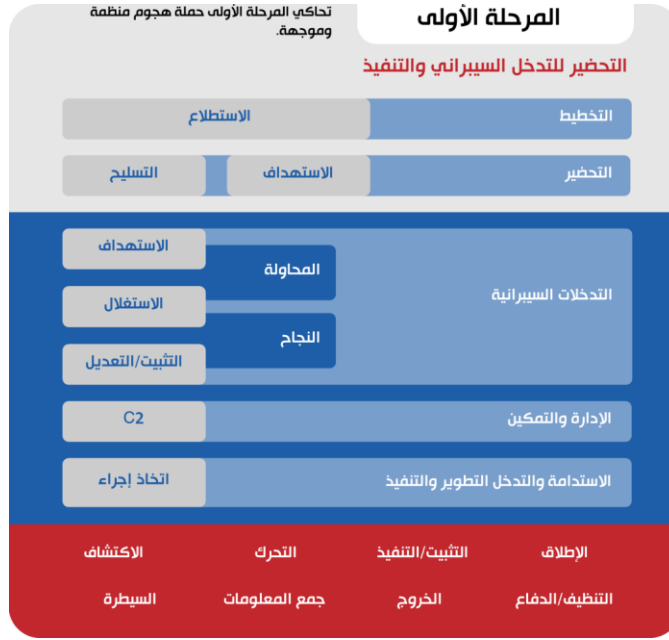 المرحلة الأولى
تحاكي المرحلة الأولى حملة هجوم منظمة
وموجهة.
التحضير للتدخل السيبراني والتنفيذ
التخطيط
الاستطلاع
التحضير
الاستهداف
التسليح
التدخلات السيبرانية
المحاولة
النجاح
الاستهداف
الاستغلال
التثبيت/التعديل
الإدارة والتمكين
C2
الاستدامة والتدخل التطوير والتنفيذ
اتخاذ إجراء
الإطلاق
التثبيت/التنفيذ
التحرك
الاكتشاف
التنظيف/الدفاع
الخروج
جمع المعلومات
السيطرة